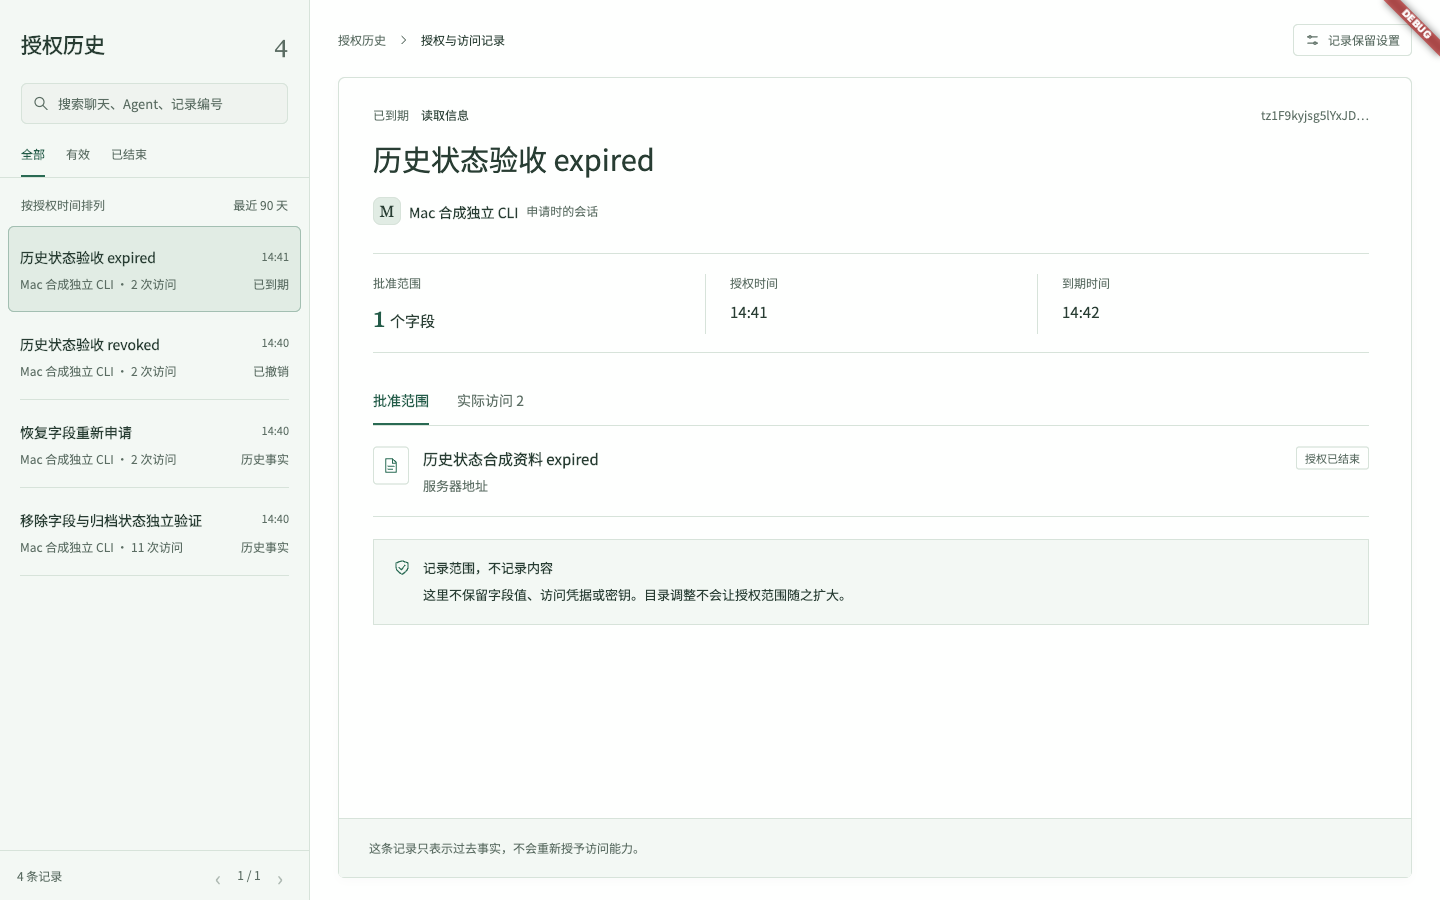 授权历史
4
搜索聊天、Agent、记录编号
全部 有效 已结束
按授权时间排列 最近 90 天
历史状态验收 expired 14:41
Mac 合成独立 CLI · 2 次访问 已到期
历史状态验收 revoked 14:40
Mac 合成独立 CLI · 2 次访问 已撤销
恢复字段重新申请 14:40
Mac 合成独立 CLI · 2 次访问 历史事实
移除字段与归档状态独立验证 14:40
Mac 合成独立 CLI · 11 次访问 历史事实
4 条记录 ‹ 1 / 1 ›
授权历史 > 授权与访问记录
记录保留设置
DEBUG
已到期 读取信息 tz1F9kyjsg5lYxJD...
历史状态验收 expired
M Mac 合成独立 CLI 申请时的会话
批准范围 授权时间 到期时间
1 个字段 14:41 14:42
批准范围 实际访问 2
历史状态合成资料 expired 授权已结束
服务器地址
记录范围，不记录内容
这里不保留字段值、访问凭据或密钥。目录调整不会让授权范围随之扩大。
这条记录只表示过去事实，不会重新授予访问能力。